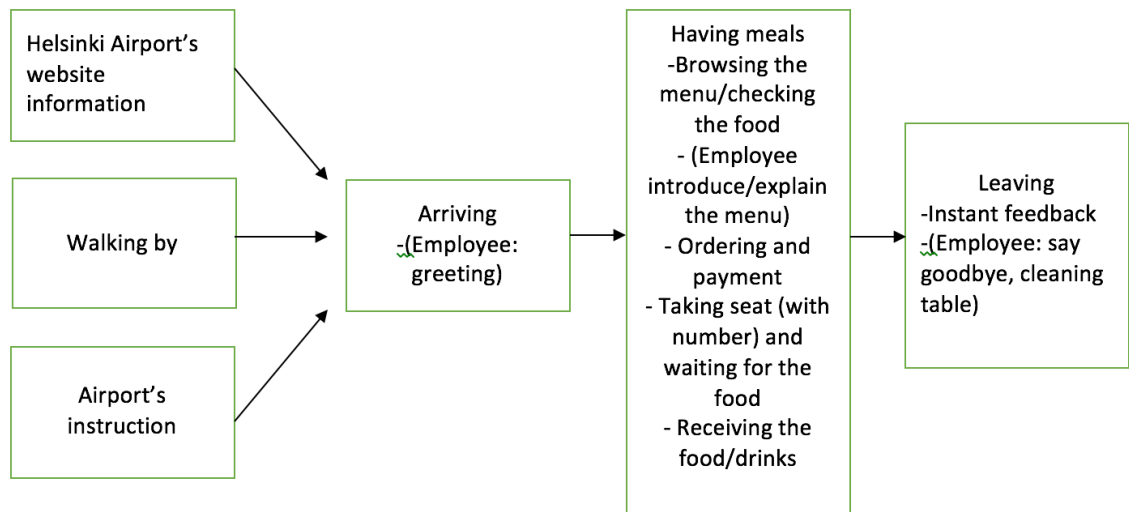 Helsinki Airport’s
website
information
Walking by
Airport’s
instruction
Arriving
-(Employee:
greeting)
Having meals
-Browsing the
menu/checking
the food
- (Employee
introduce/explain
the menu)
- Ordering and
payment
- Taking seat (with
number) and
waiting for the
food
- Receiving the
food/drinks
Leaving
-Instant feedback
-(Employee: say
goodbye, cleaning
table)